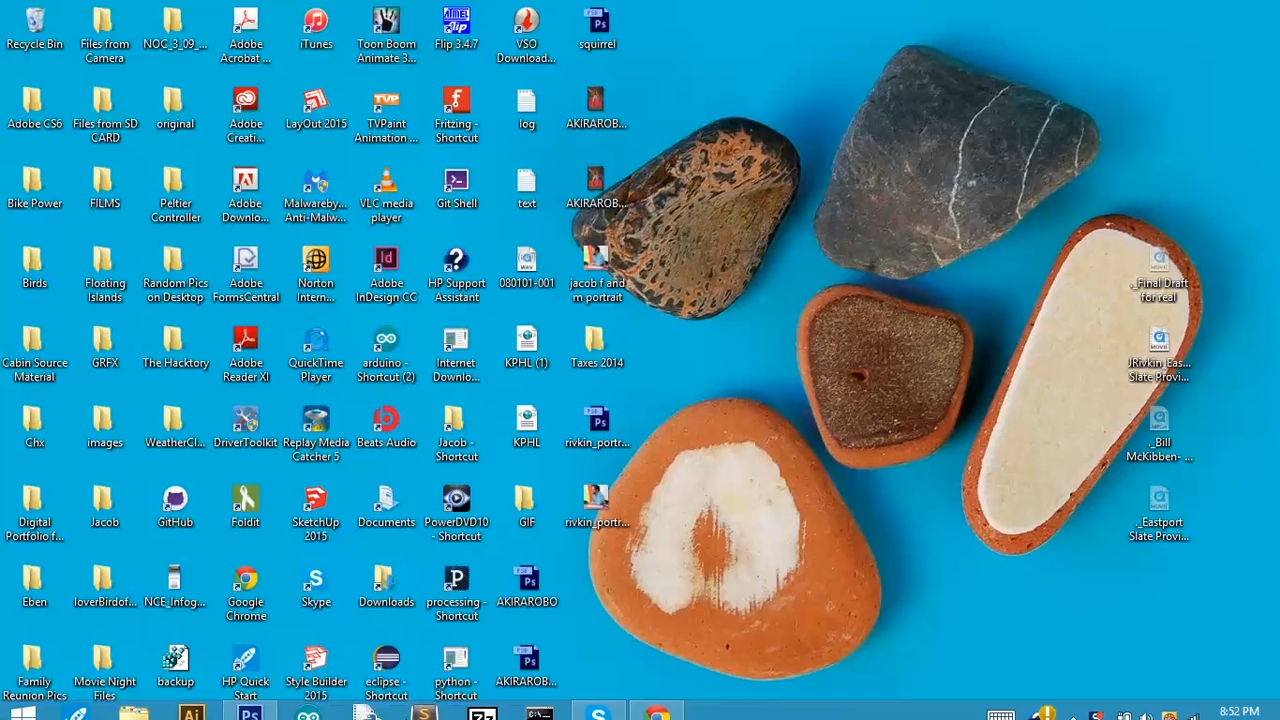 Recycle Bin
Files from
Camera
NOC_3_09_...
Adobe
Acrobat ...
iTunes
Toon Boom
Animate 3...
Flip 3.4.7
VSO
Download...
squirrel
Adobe CS6
Files from SD
CARD
original
Adobe
Creati...
LayOut 2015
TVPaint
Animation ...
Fritzing -
Shortcut
log
AKIRAROB...
Bike Power
FILMS
Peltier
Controller
Adobe
Downlo...
Malwareby...
Anti-Malw...
VLC media
player
Git Shell
text
AKIRAROB...
Birds
Floating
Islands
Random Pics
on Desktop
Adobe
FormsCentral
Norton
Intern...
Adobe
InDesign CC
HP Support
Assistant
080101-001
jacob f and
m portrait
._Final Draft
for real
Cabin Source
Material
GRFX
The Hacktory
Adobe
Reader XI
QuickTime
Player
arduino -
Shortcut (2)
Internet
Downlo...
KPHL (1)
Taxes 2014
JRivkin_Eas...
Slate Provi...
Chx
images
WeatherCl...
DriverToolkit
Replay Media
Catcher 5
Beats Audio
Jacob -
Shortcut
KPHL
rivkin_portr...
._Bill
McKibben- ...
Digital
Portfolio f...
Jacob
GitHub
Foldit
SketchUp
2015
Documents
PowerDVD10
- Shortcut
GIF
rivkin_portr...
._Eastport
Slate Provi...
Eben
loverBirdof...
NCE_Infog...
Google
Chrome
Skype
Downloads
processing -
Shortcut
AKIRAROBO
Family
Reunion Pics
Movie Night
Files
backup
HP Quick
Start
Style Builder
2015
eclipse -
Shortcut
python -
Shortcut
AKIRAROB...
8:52 PM